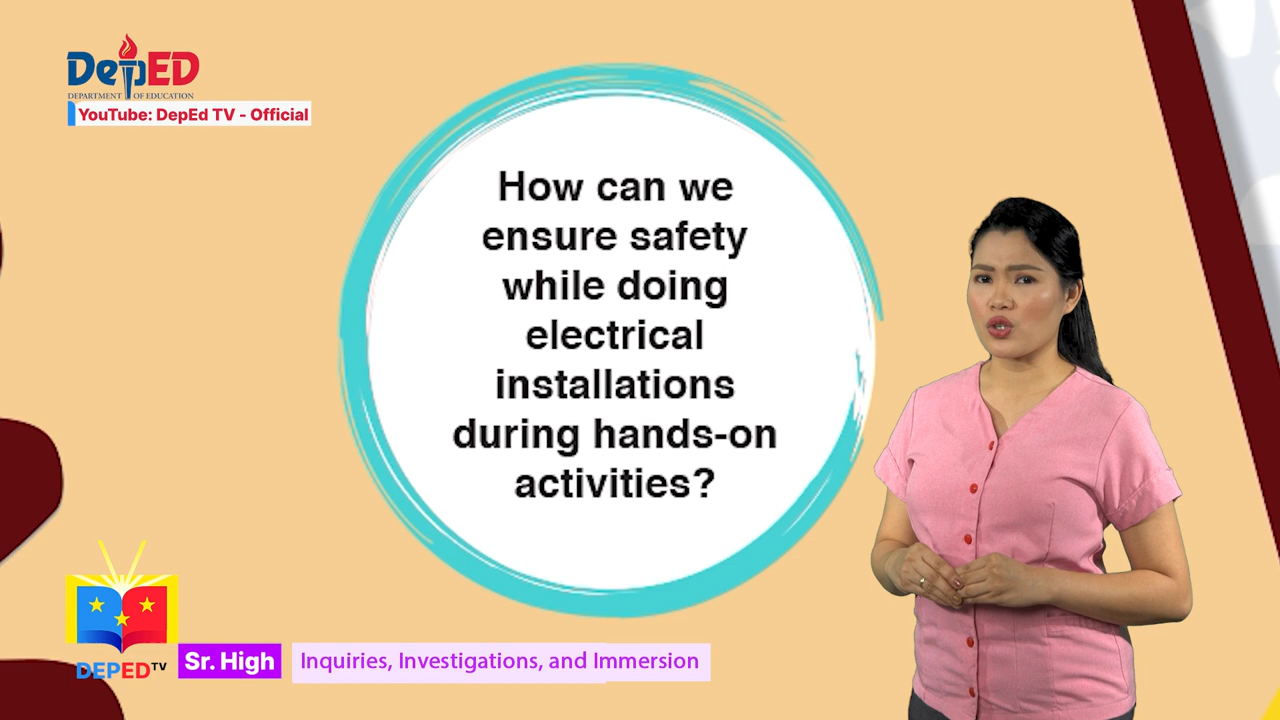 DepED
DEPARTMENT OF EDUCATION
YouTube: DepEd TV - Official
How can we
ensure safety
while doing
electrical
installations
during hands-on
activities?
DEPED TV
Sr. High
Inquiries, Investigations, and Immersion